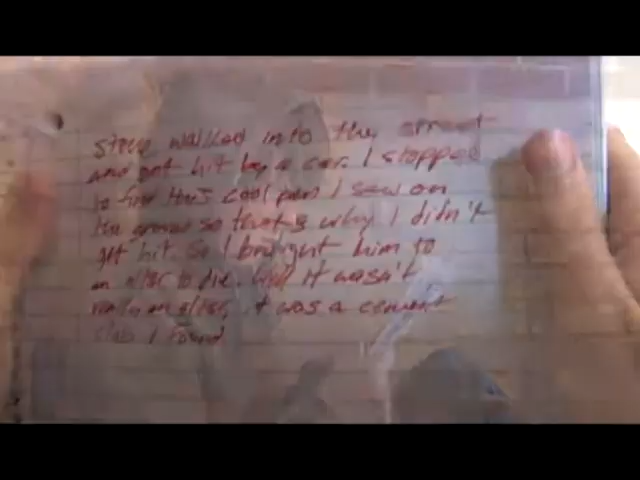 Steve walked into the street
and got hit by a car. I stopped
to find this cool pen I saw on
the ground so that's why I didn't
get hit. So I brought him to
an alter to die. Well it wasn't
really an alter, it was a cement
slab I found